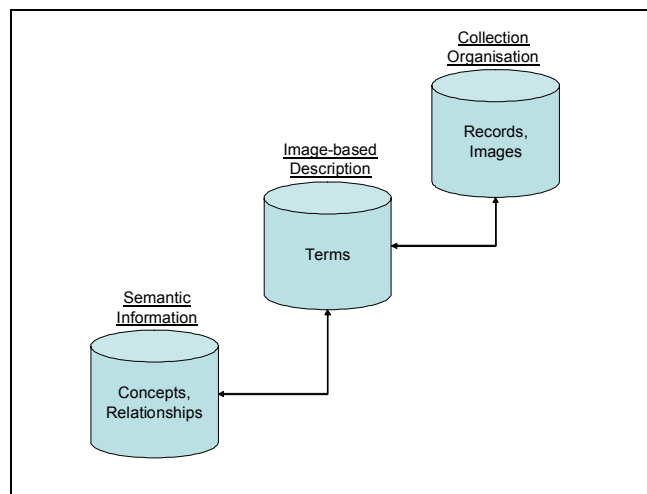 Collection
Organisation
Records,
Images
Image-based
Description
Terms
Semantic
Information
Concepts,
Relationships